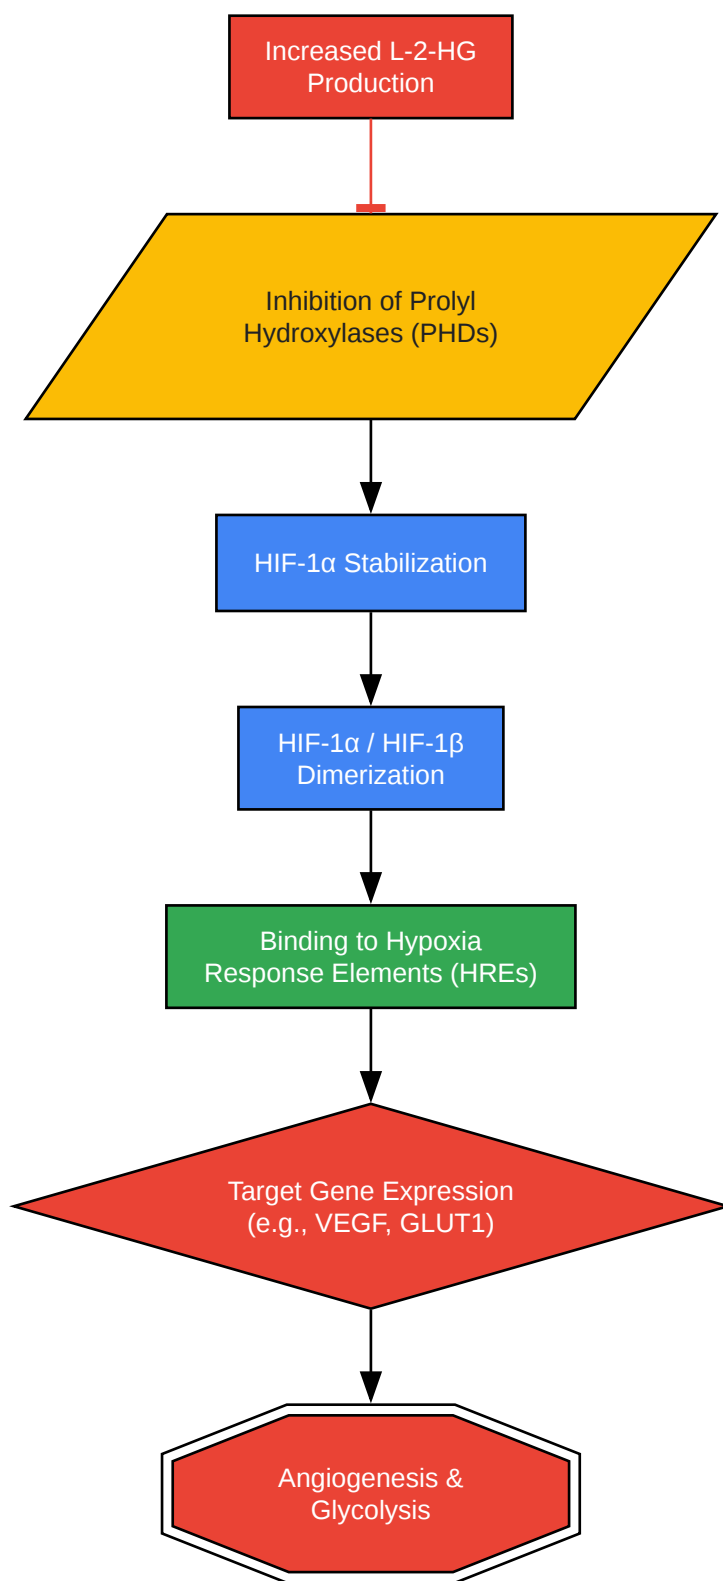 Increased L-2-HG
Production
Inhibition of Prolyl
Hydroxylases (PHDs)
HIF-1α Stabilization
HIF-1α / HIF-1β
Dimerization
Binding to Hypoxia
Response Elements (HREs)
Target Gene Expression
(e.g., VEGF, GLUT1)
Angiogenesis &
Glycolysis